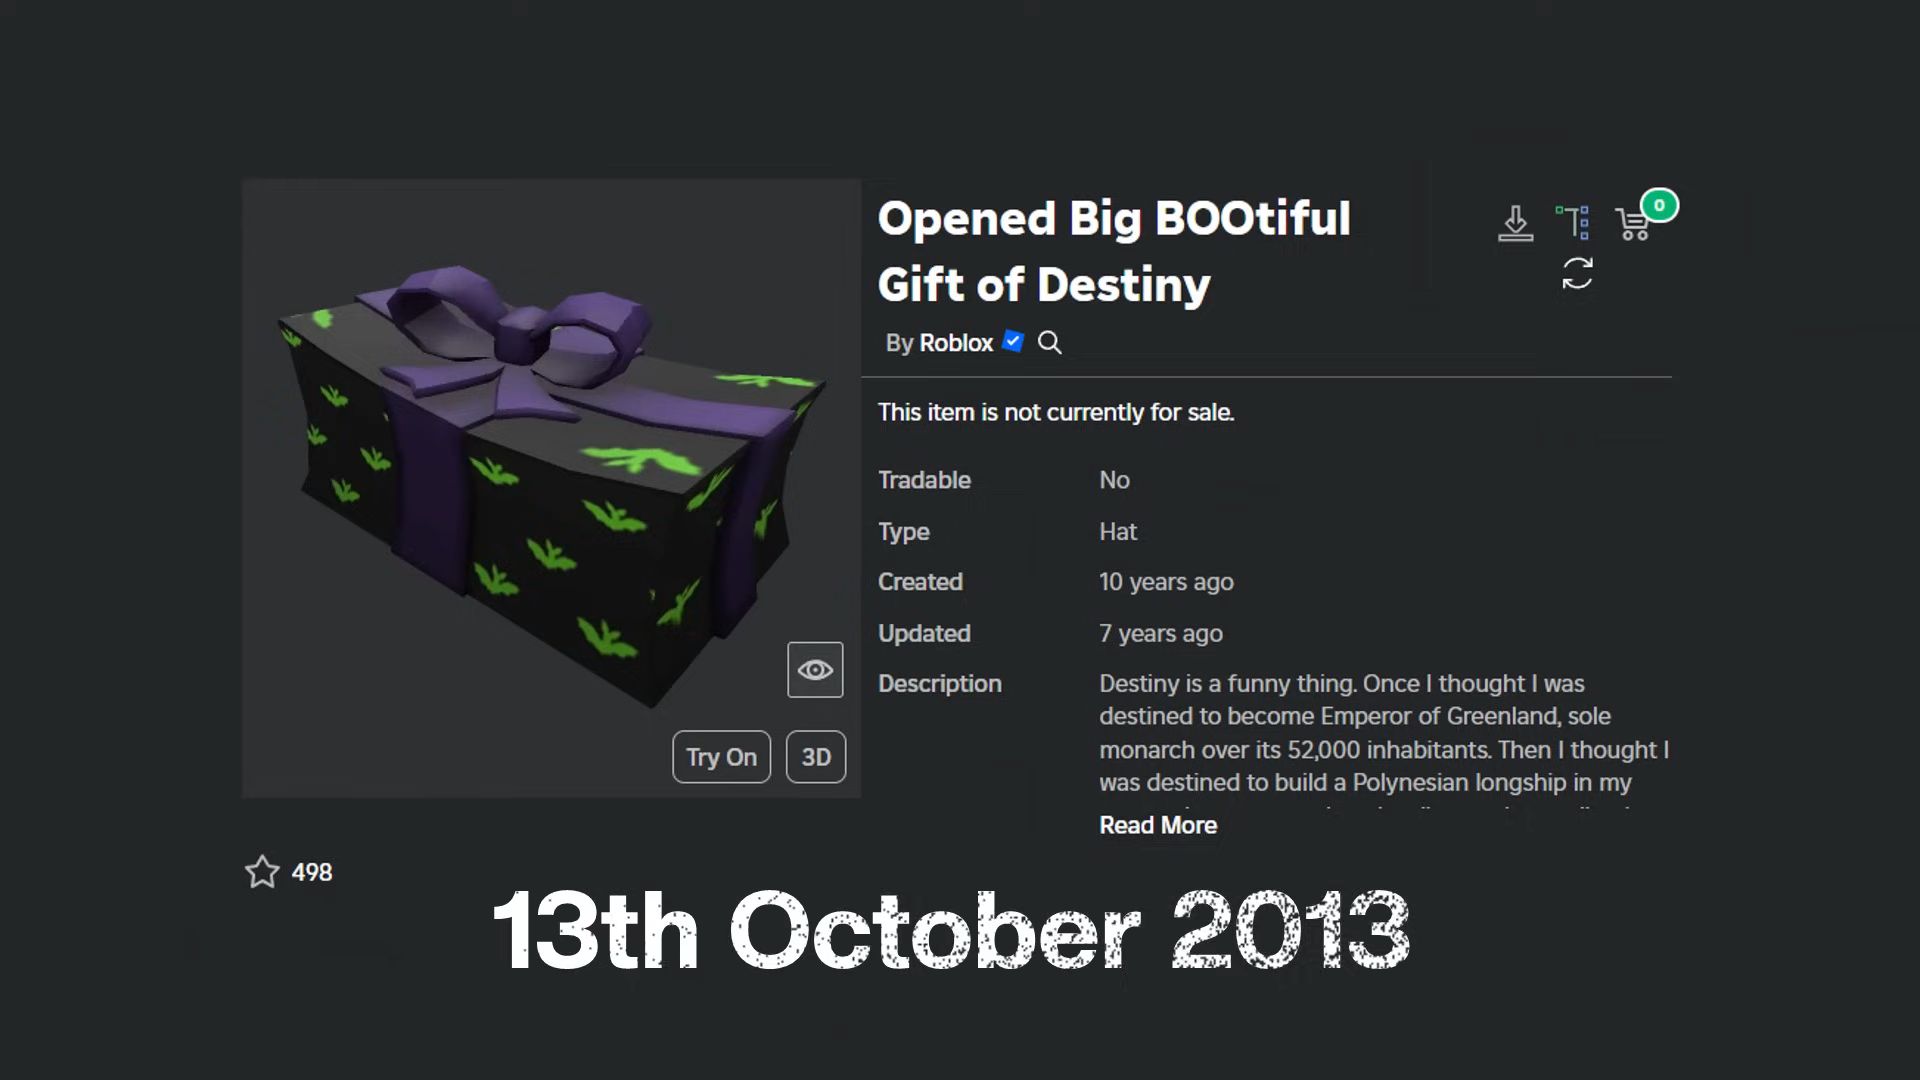 Opened Big BOOtiful
Gift of Destiny
0
By Roblox
This item is not currently for sale.
Tradable No
Type Hat
Created 10 years ago
Updated 7 years ago
Description Destiny is a funny thing. Once I thought I was
destined to become Emperor of Greenland, sole
monarch over its 52,000 inhabitants. Then I thought I
was destined to build a Polynesian longship in my
Read More
Try On 3D
498
13th October 2013